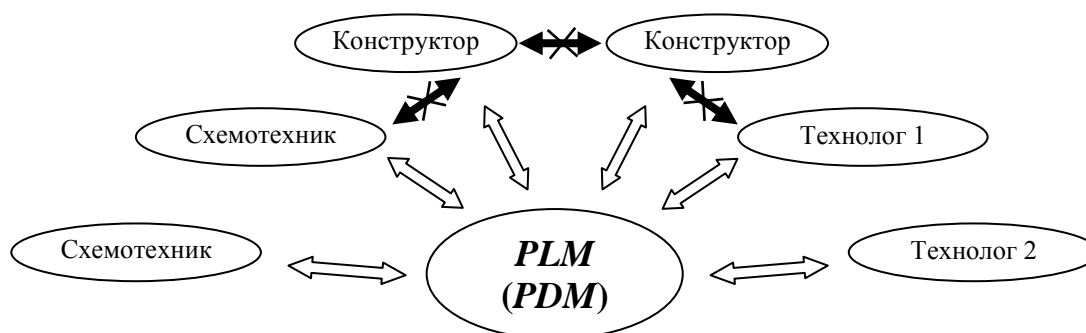 Конструктор
Конструктор
Схемотехник
Технолог 1
Схемотехник
PLM
(PDM)
Технолог 2